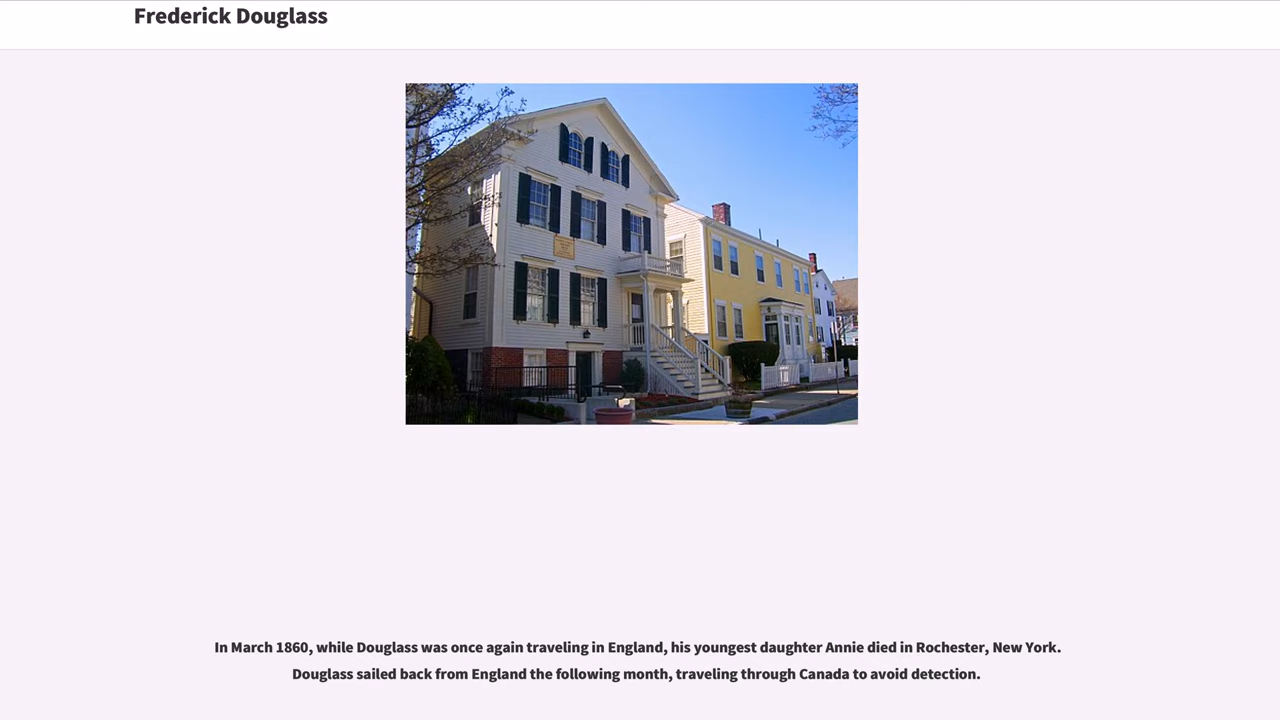 Frederick Douglass
In March 1860, while Douglass was once again traveling in England, his youngest daughter Annie died in Rochester, New York.
Douglass sailed back from England the following month, traveling through Canada to avoid detection.